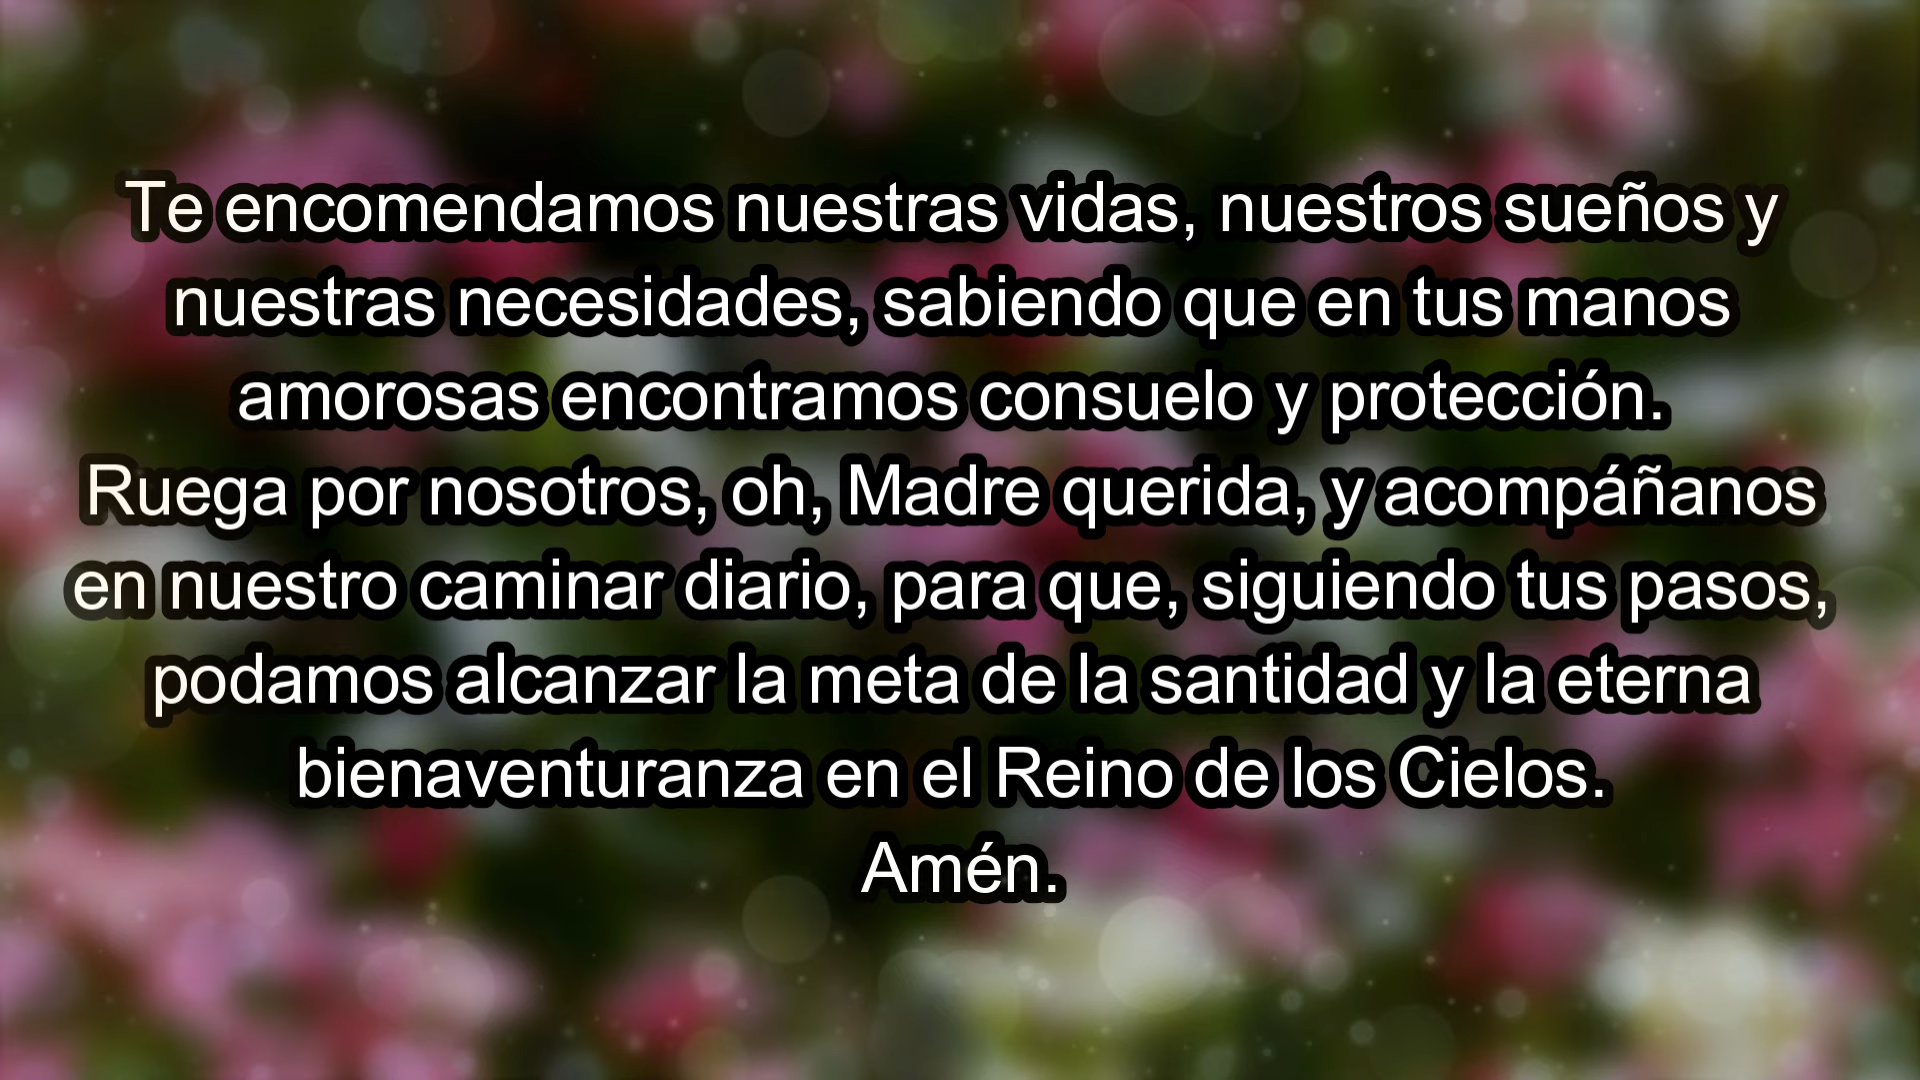 Te encomendamos nuestras vidas, nuestros sueños y
nuestras necesidades, sabiendo que en tus manos
amorosas encontramos consuelo y protección.
Ruega por nosotros, oh, Madre querida, y acompáñanos
en nuestro caminar diario, para que, siguiendo tus pasos,
podamos alcanzar la meta de la santidad y la eterna
bienaventuranza en el Reino de los Cielos.
Amén.